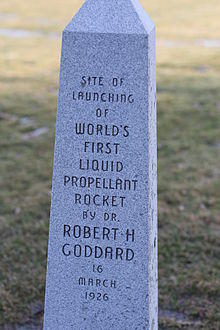 SITE OF
LAUNCHING
OF
WORLD'S
FIRST
LIQUID
PROPELLANT
ROCKET
BY DR.
ROBERT H
GODDARD
16
MARCH
1926